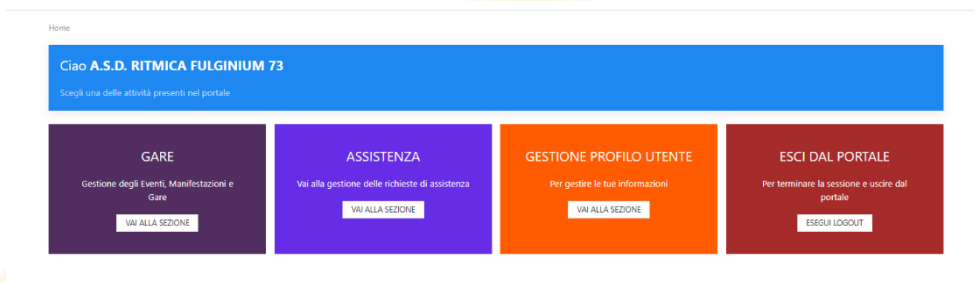 Home
Ciao A.S.D. RITMICA FULGINIUM 73
Scegli una delle attività presenti nel portale
GARE
Gestione degli Eventi, Manifestazioni e
Gare
VAI ALLA SEZIONE
ASSISTENZA
Vai alla gestione delle richieste di assistenza
VAI ALLA SEZIONE
GESTIONE PROFILO UTENTE
Per gestire le tue informazioni
VAI ALLA SEZIONE
ESCI DAL PORTALE
Per terminare la sessione e uscire dal
portale
ESEGUI LOGOUT